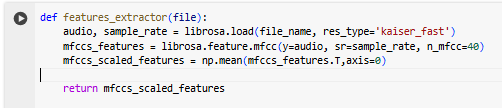 def features_extractor(file):
    audio, sample_rate = librosa.load(file_name, res_type='kaiser_fast')
    mfccs_features = librosa.feature.mfcc(y=audio, sr=sample_rate, n_mfcc=40)
    mfccs_scaled_features = np.mean(mfccs_features.T,axis=0)
    return mfccs_scaled_features